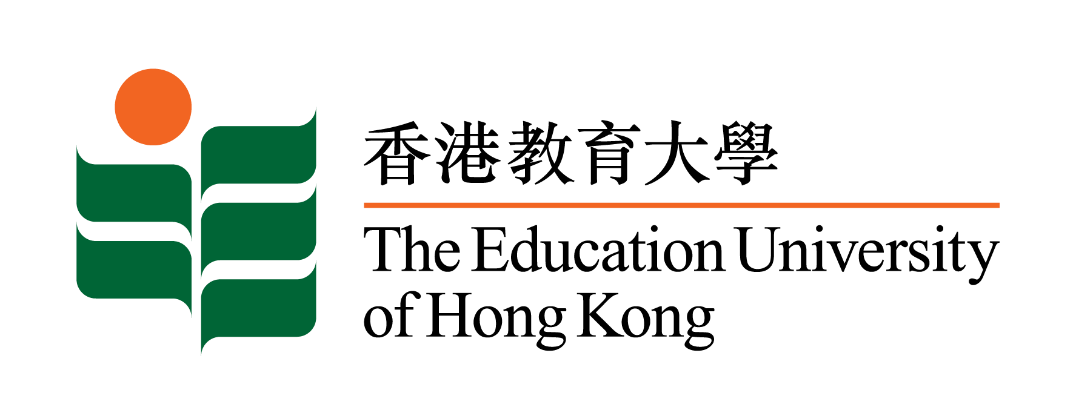 香港教育大學
The Education University
of Hong Kong